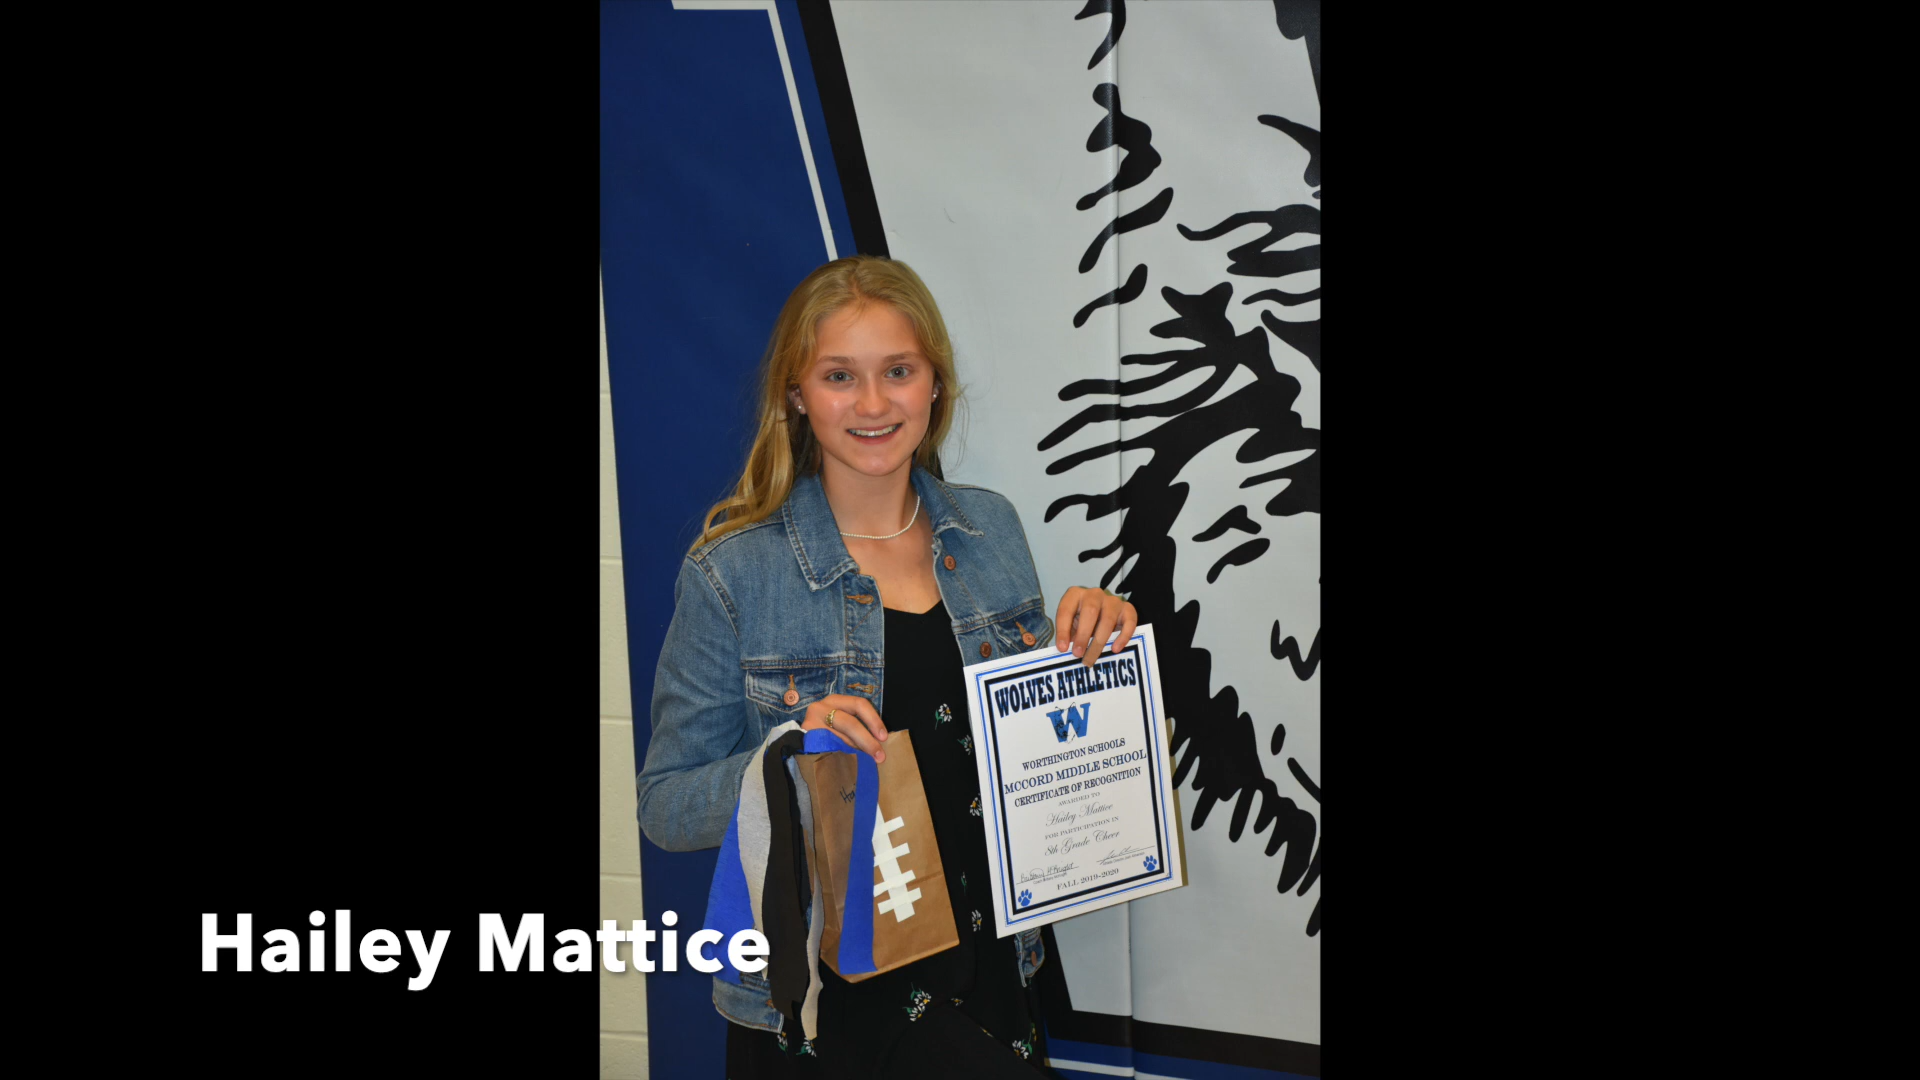 WOLVES ATHLETICS
W
WORTHINGTON SCHOOLS
MCCORD MIDDLE SCHOOL
CERTIFICATE OF RECOGNITION
AWARDED TO
Hailey Mattice
FOR PARTICIPATION IN
8th Grade Cheer
FALL 2019-2020
Hailey Mattice